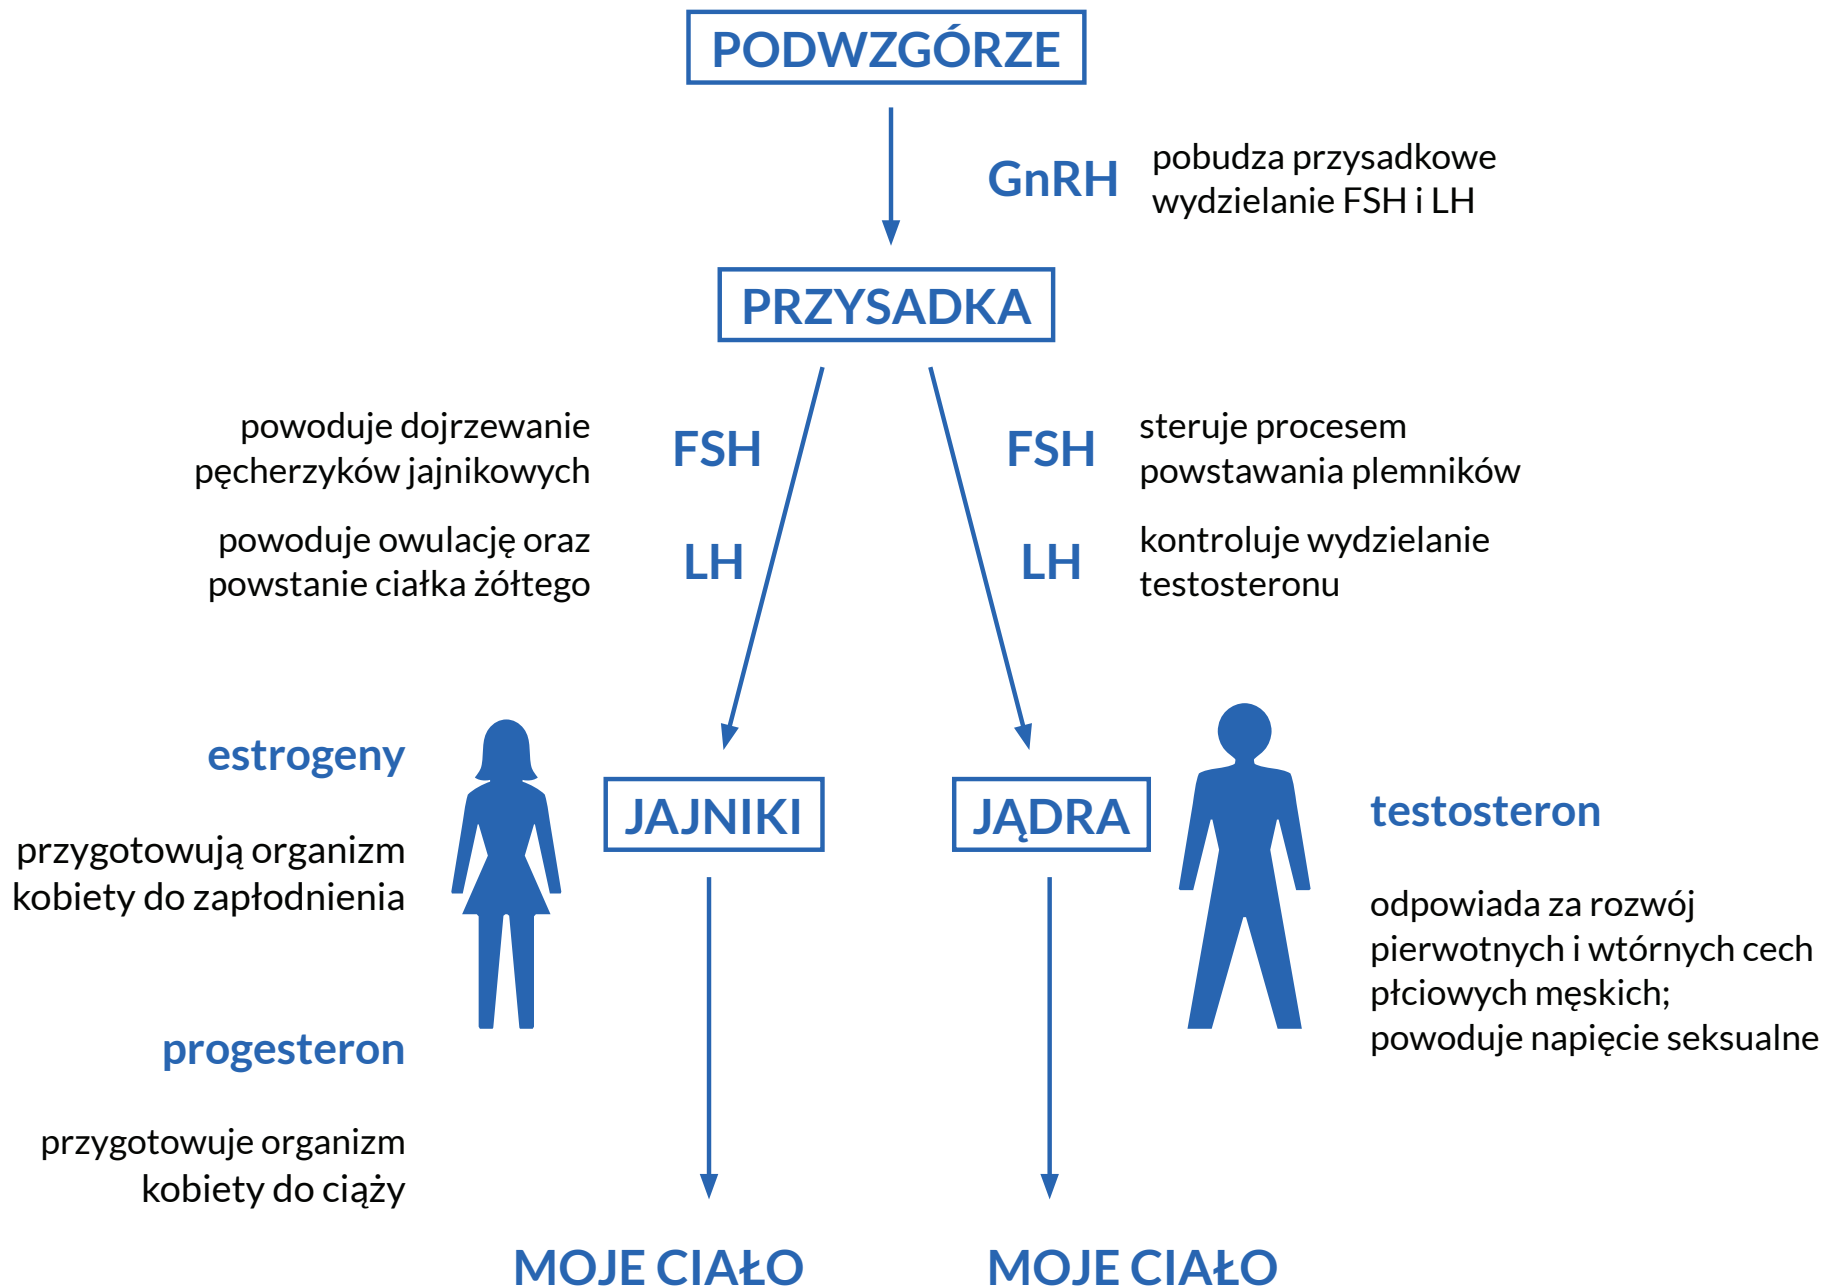 PODWZGÓRZE
GnRH
pobudza przysadkowe
wydzielanie FSH i LH
PRZYSADKA
powoduje dojrzewanie
pęcherzyków jajnikowych
FSH
powoduje owulację oraz
powstanie ciałka żółtego
LH
FSH
steruje procesem
powstawania plemników
LH
kontroluje wydzielanie
testosteronu
estrogeny
przygotowują organizm
kobiety do zapłodnienia
progesteron
przygotowuje organizm
kobiety do ciąży
JAJNIKI
JĄDRA
testosteron
odpowiada za rozwój
pierwotnych i wtórnych cech
płciowych męskich;
powoduje napięcie seksualne
MOJE CIAŁO
MOJE CIAŁO